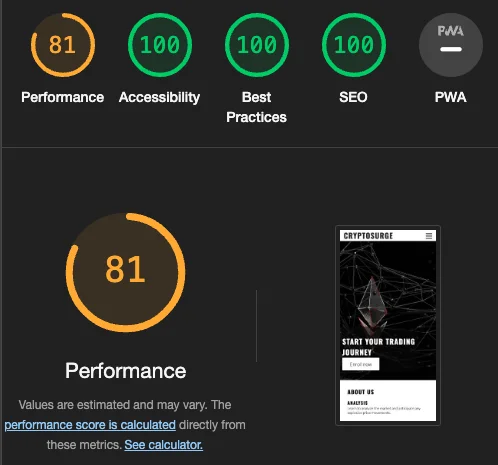 81
100
100
100
PWA
Performance
Accessibility
Best
Practices
SEO
PWA
81
Performance
Values are estimated and may vary. The
performance score is calculated directly from
these metrics. See calculator.
CRYPTOSURGE
START YOUR TRADING
JOURNEY
Enroll now
ABOUT US
ANALYSIS